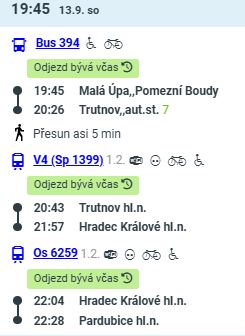 19:45 13.9. so
Bus 394
Odjezd bývá včas
19:45 Malá Úpa,,Pomezní Boudy
20:26 Trutnov,,aut.st. 7
Přesun asi 5 min
V4 (Sp 1399) 1.2.
Odjezd bývá včas
20:43 Trutnov hl.n.
21:57 Hradec Králové hl.n.
Os 6259 1.2.
Odjezd bývá včas
22:04 Hradec Králové hl.n.
22:28 Pardubice hl.n.